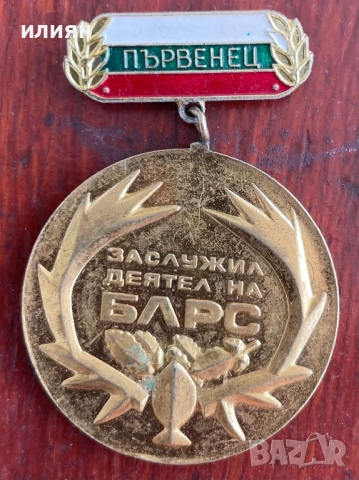 илиян
ПЪРВЕНЕЦ
ЗАСЛУЖИЛ
ДЕЯТЕЛ НА
БЛРС
BAZAR